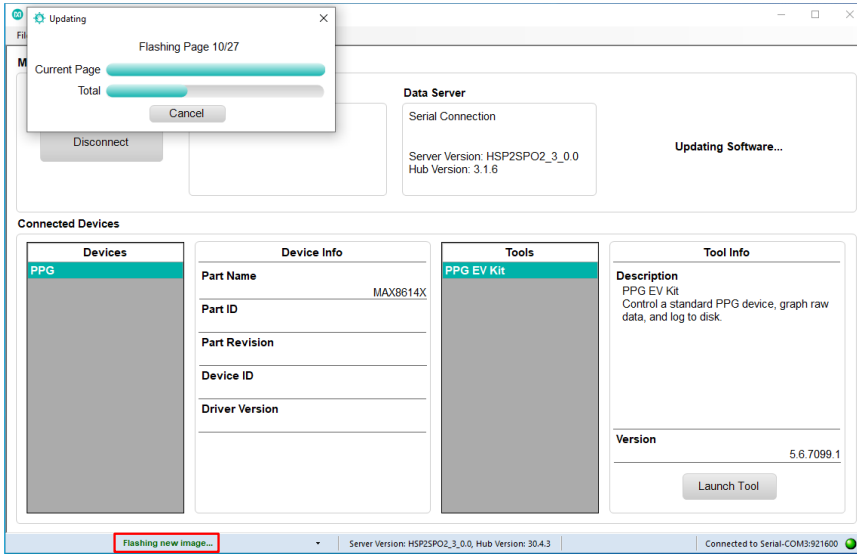 Updating
Flashing Page 10/27
Current Page
Total
Cancel
Disconnect
Data Server
Serial Connection
Server Version: HSP2SPO2_3_0.0
Hub Version: 3.1.6
Updating Software...
Connected Devices
Devices
PPG
Device Info
Part Name
MAX8614X
Part ID
Part Revision
Device ID
Driver Version
Tools
PPG EV Kit
Tool Info
Description
PPG EV Kit
Control a standard PPG device, graph raw
data, and log to disk.
Version
5.6.7099.1
Launch Tool
Flashing new image...
Server Version: HSP2SPO2_3_0.0, Hub Version: 30.4.3
Connected to Serial-COM3:921600